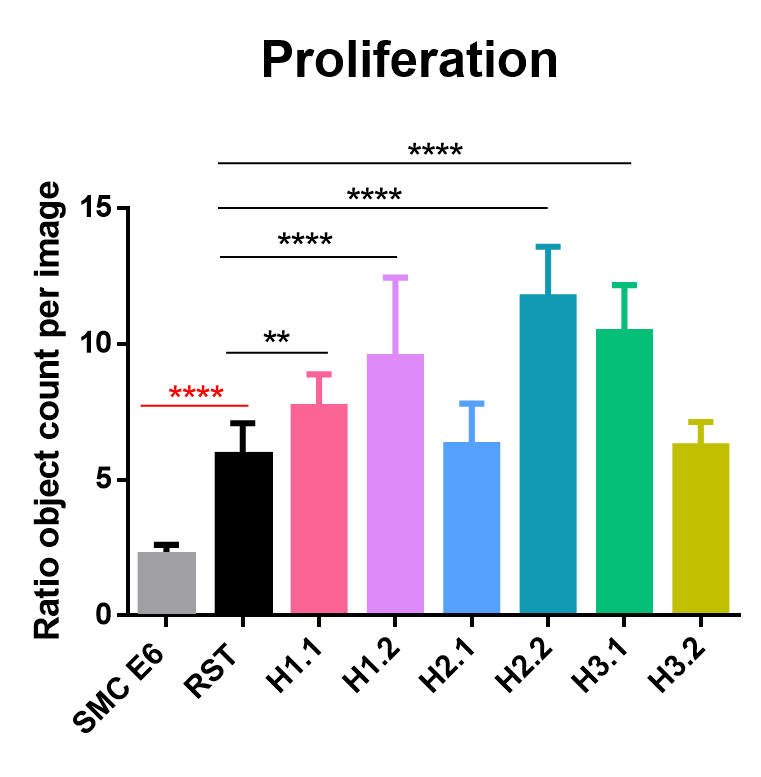 Proliferation
****
****
****
**
****
Ratio object count per image
15
10
5
0
SMC E6
RST
H1.1
H1.2
H2.1
H2.2
H3.1
H3.2